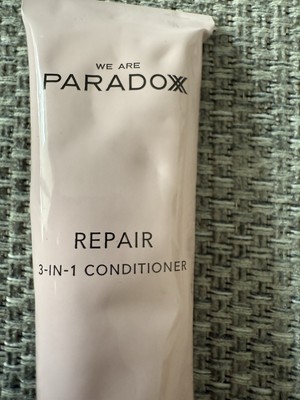 WE ARE
PARADOXX
REPAIR
3-IN-1 CONDITIONER